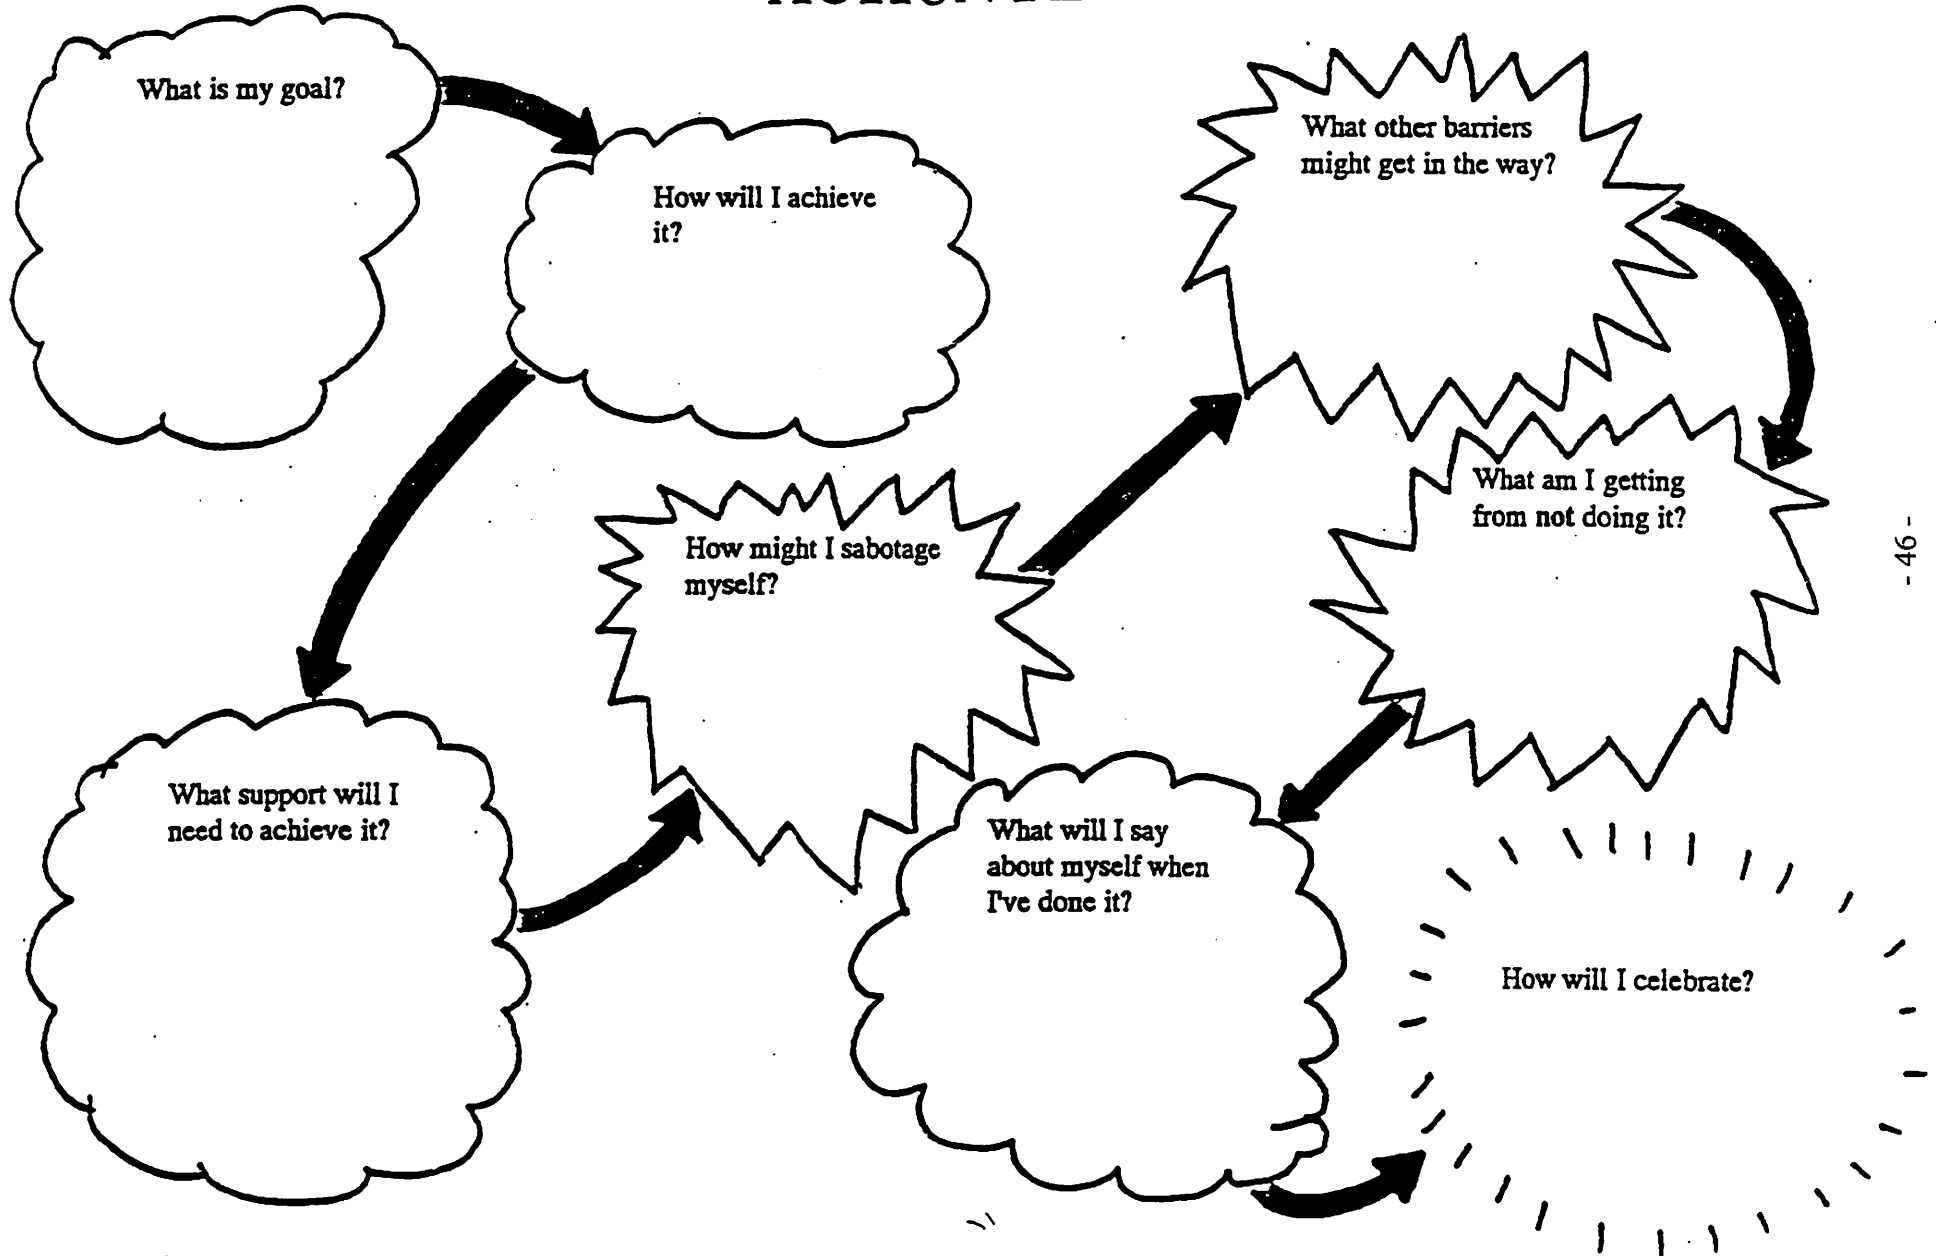 What is my goal?
How will I achieve
it?
What support will I
need to achieve it?
How might I sabotage
myself?
What other barriers
might get in the way?
What am I getting
from not doing it?
What will I say
about myself when
I've done it?
How will I celebrate?
- 46 -